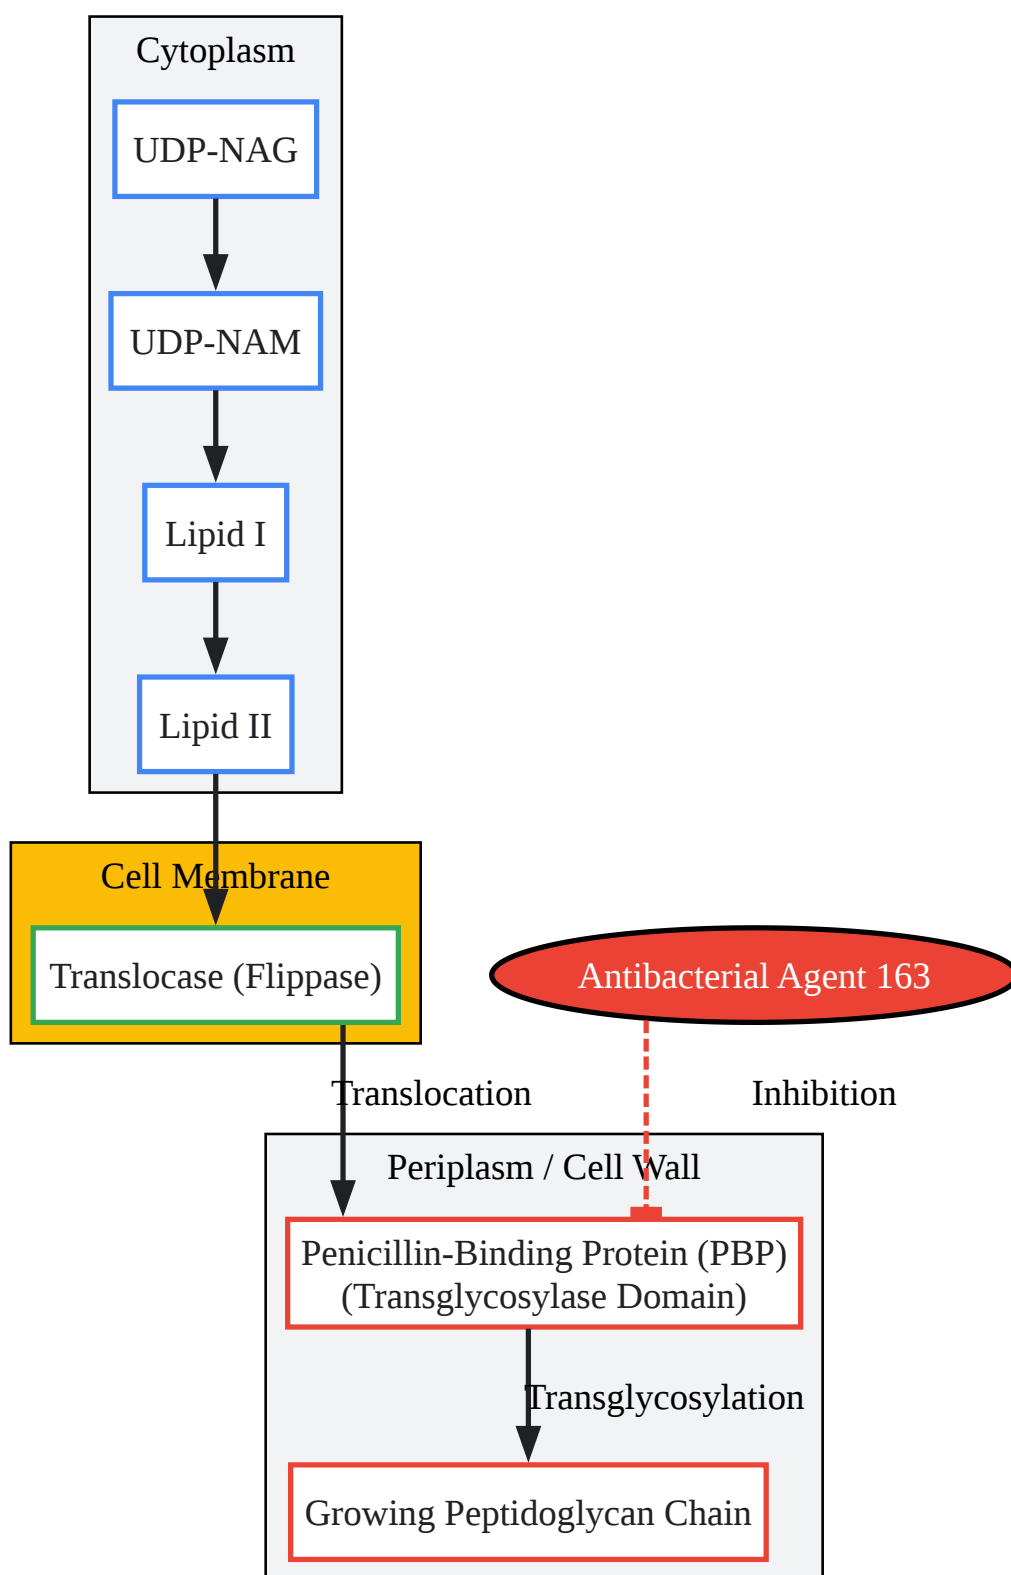 Cytoplasm
UDP-NAG
UDP-NAM
Lipid I
Lipid II
Cell Membrane
Translocase (Flippase)
Antibacterial Agent 163
Translocation
Inhibition
Periplasm / Cell Wall
Penicillin-Binding Protein (PBP)
(Transglycosylase Domain)
Transglycosylation
Growing Peptidoglycan Chain